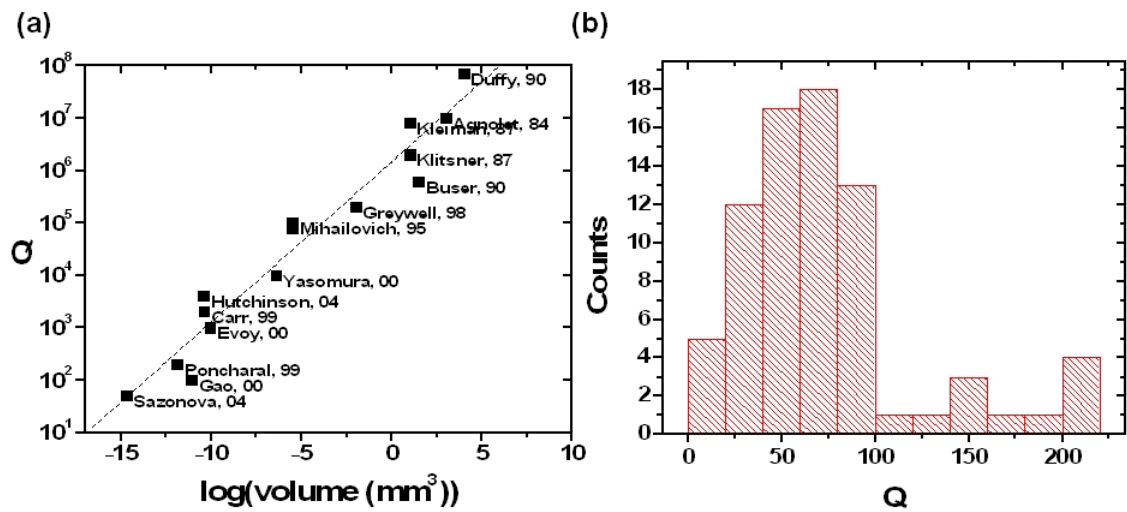 (a)
10⁸
10⁷
10⁶
10⁵
10⁴
10³
10²
10¹
Q
Duffy, 90
Agnolet, 84
Kleiman, 87
Klitsner, 87
Buser, 90
Greywell, 98
Mihailovich, 95
Yasomura, 00
Hutchinson, 04
Carr, 99
Evoy, 00
Poncharal, 99
Gao, 00
Sazonova, 04
-15 -10 -5 0 5 10
log(volume (mm³))
(b)
18
16
14
12
10
8
6
4
2
0
Counts
0 50 100 150 200
Q